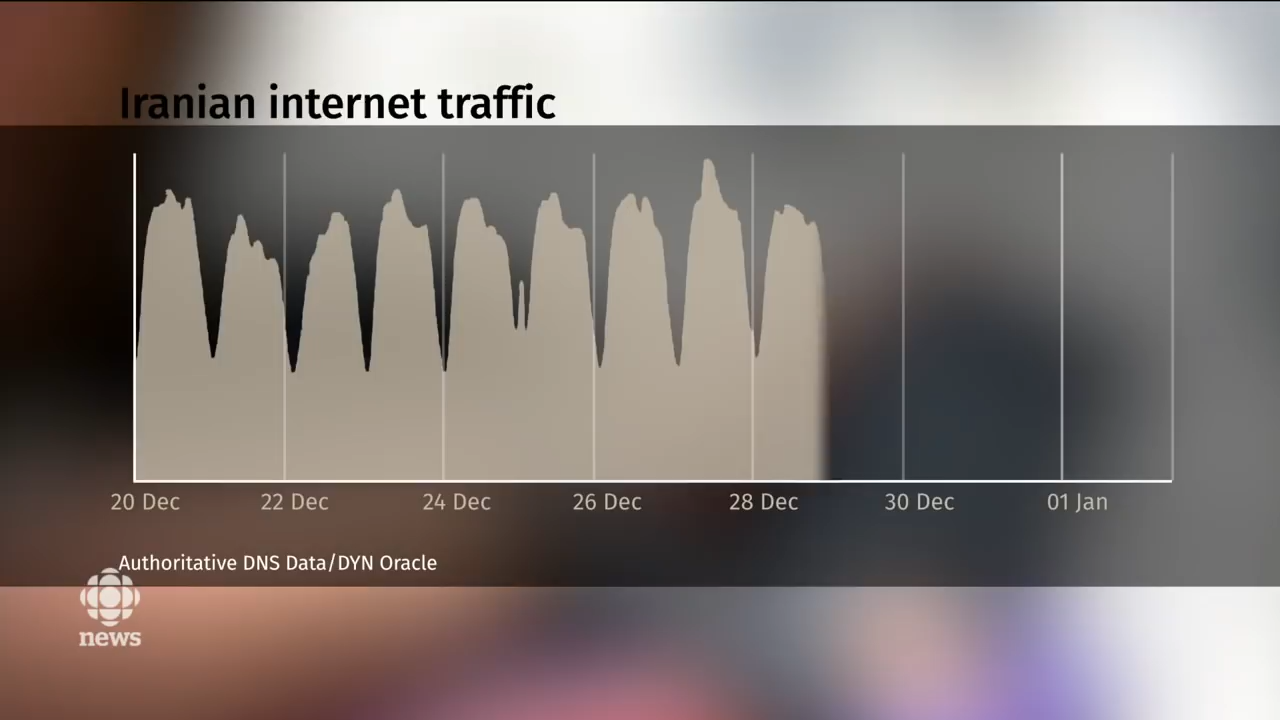 Iranian internet traffic
20 Dec 22 Dec 24 Dec 26 Dec 28 Dec 30 Dec 01 Jan
Authoritative DNS Data/DYN Oracle
news